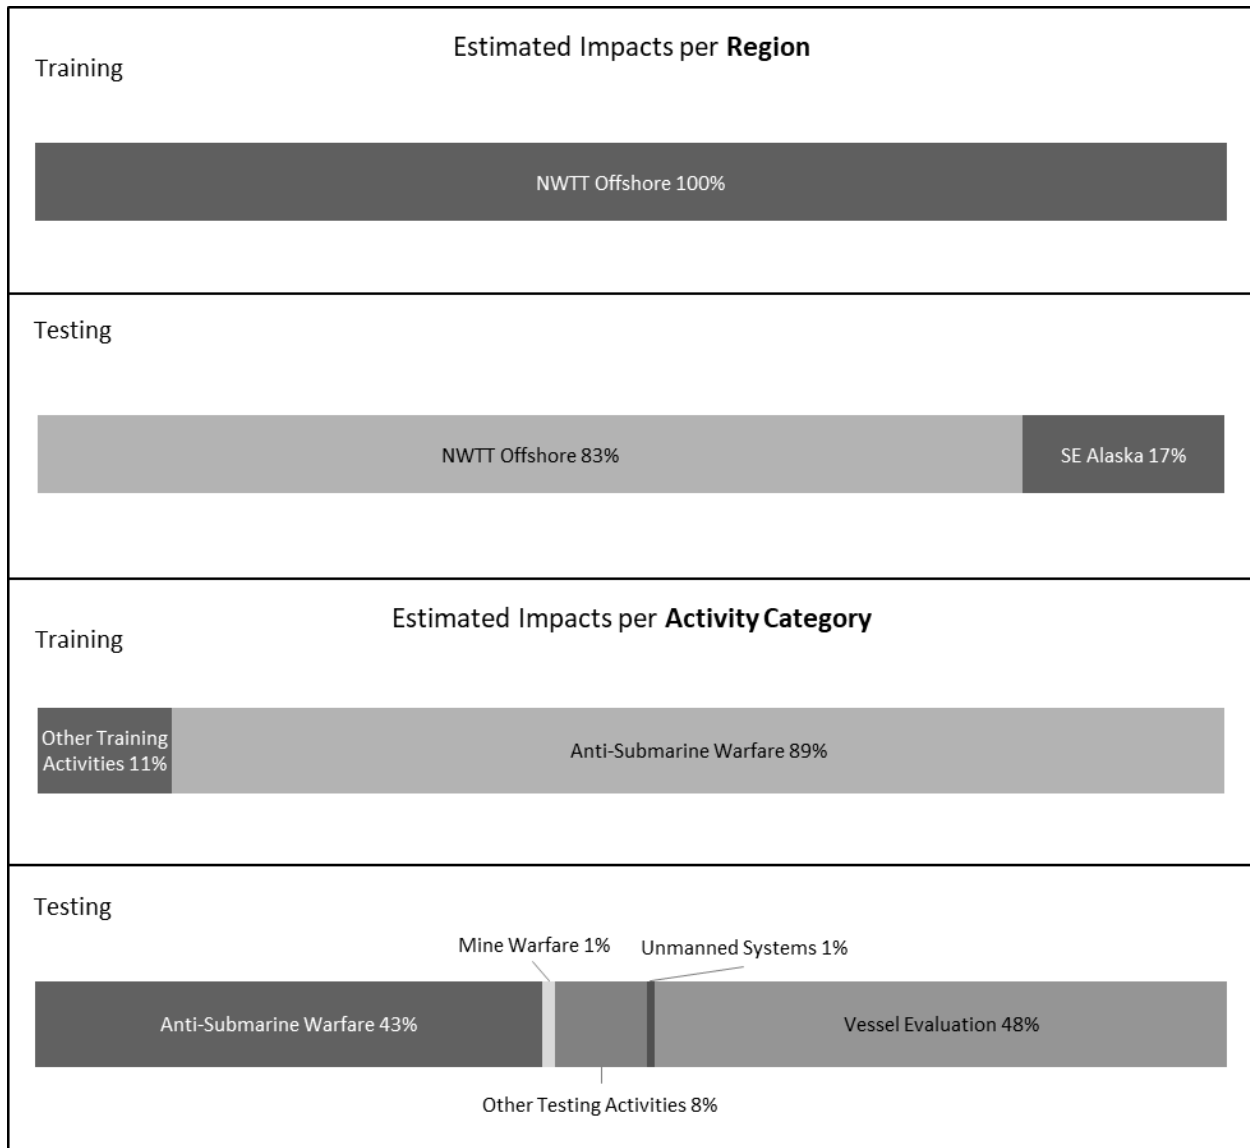 Estimated Impacts per Region
Training
NWTT Offshore 100%
Testing
NWTT Offshore 83%
SE Alaska 17%
Estimated Impacts per Activity Category
Training
Other Training
Activities 11%
Anti-Submarine Warfare 89%
Testing
Mine Warfare 1%
Unmanned Systems 1%
Anti-Submarine Warfare 43%
Vessel Evaluation 48%
Other Testing Activities 8%